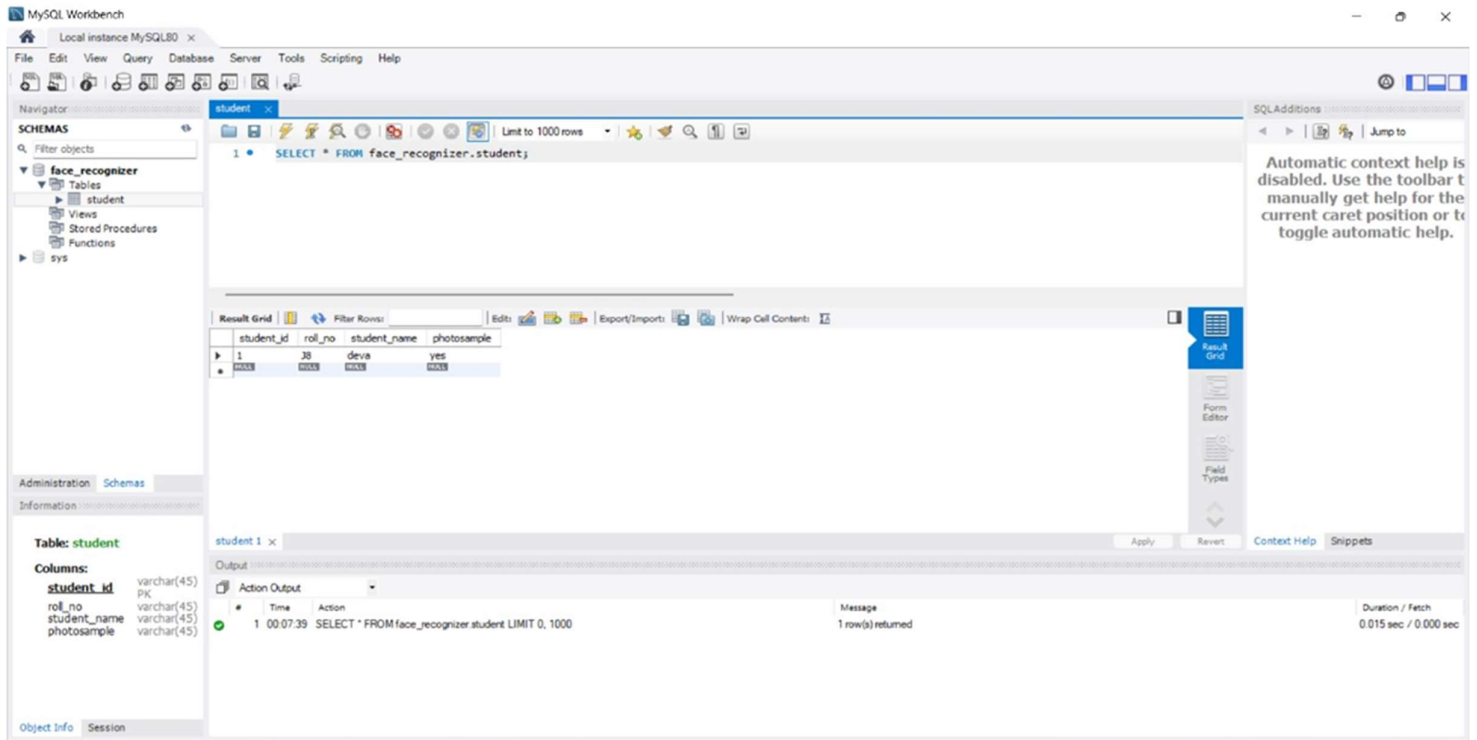 MySQL Workbench
Local instance MySQL80 ×
File Edit View Query Database Server Tools Scripting Help
Navigator
SCHEMAS
Filter objects
face_recognizer
Tables
student
Views
Stored Procedures
Functions
sys
Administration Schemas
Information
Table: student
Columns:
student_id varchar(45) PK
roll_no varchar(45)
student_name varchar(45)
photosample varchar(45)
Object Info Session
student ×
Limit to 1000 rows
1 SELECT * FROM face_recognizer.student;
Result Grid Filter Rows: Edit: Export/Import: Wrap Cell Content:
student_id roll_no student_name photosample
1 J8 deva yes
NULL NULL NULL NULL
Result Grid
Form Editor
Field Types
student 1 × Apply Revert
Output
Action Output
# Time Action Message Duration / Fetch
1 00:07:39 SELECT * FROM face_recognizer.student LIMIT 0, 1000 1 row(s) returned 0.015 sec / 0.000 sec
SQLAdditions
Jump to
Automatic context help is
disabled. Use the toolbar t
manually get help for the
current caret position or to
toggle automatic help.
Context Help Snippets